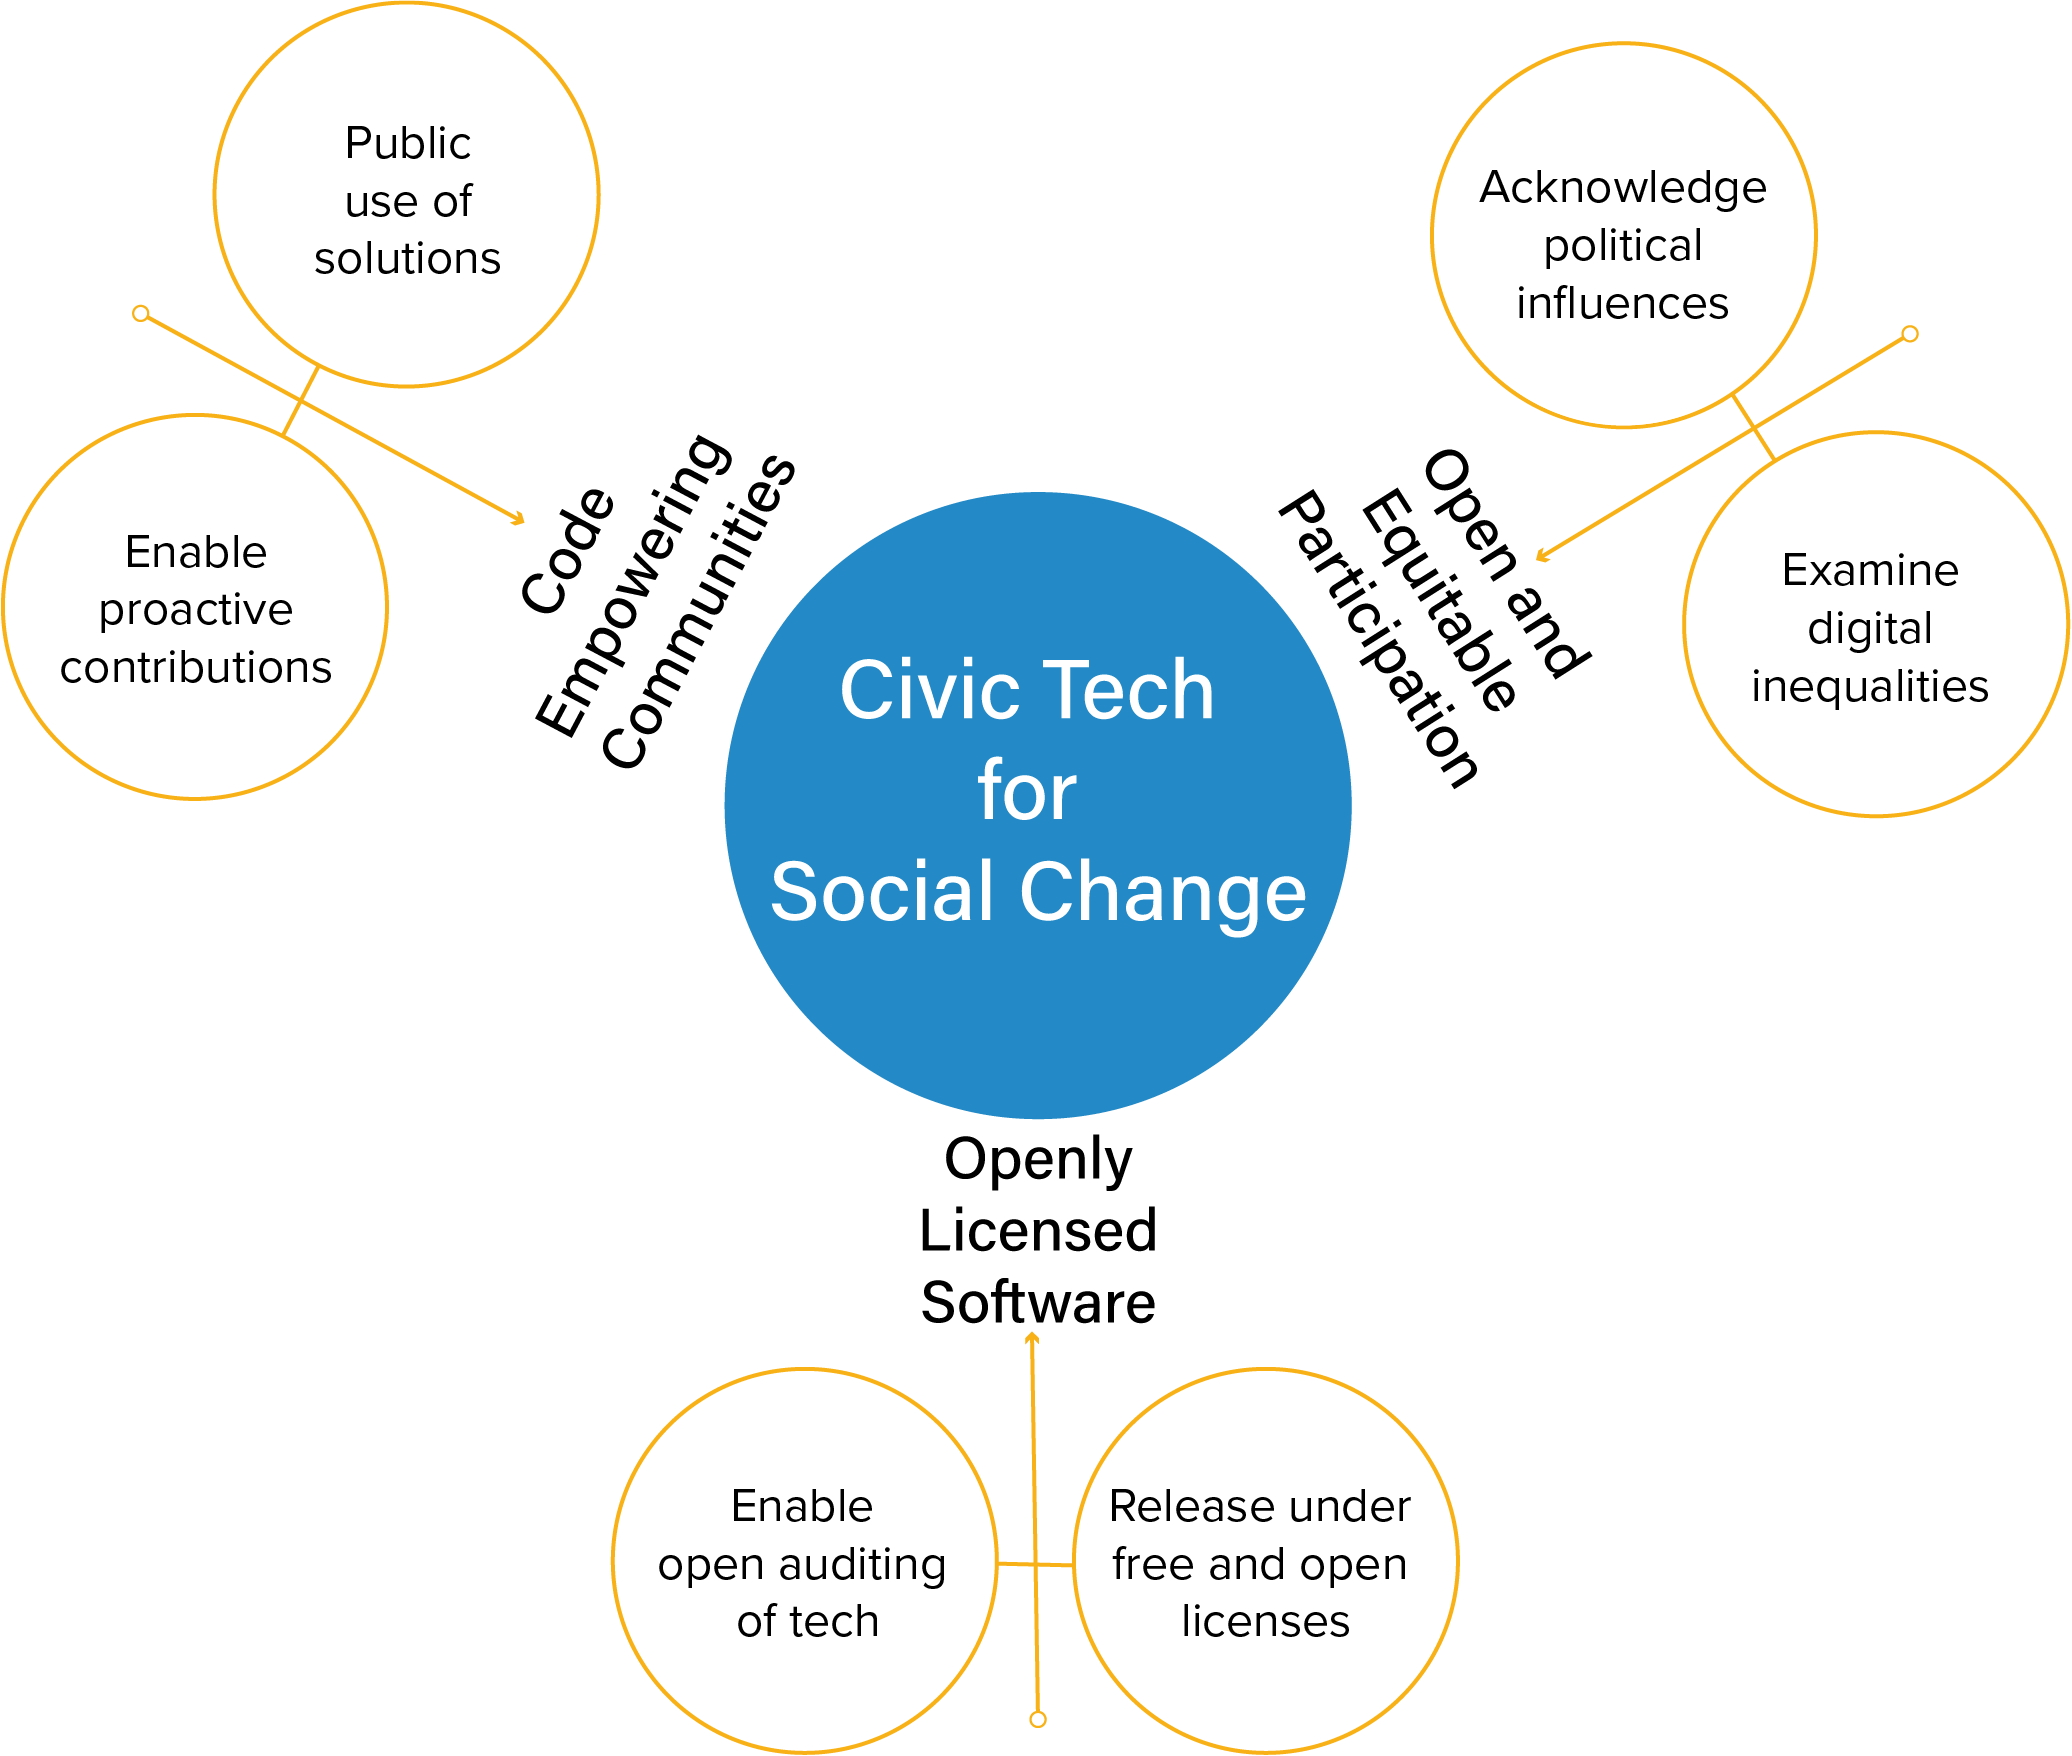 Public
use of
solutions
Enable
proactive
contributions
Code
Empowering
Communities
Acknowledge
political
influences
Examine
digital
inequalities
Open and
Equitable
Participation
Civic Tech
for
Social Change
Openly
Licensed
Software
Enable
open auditing
of tech
Release under
free and open
licenses